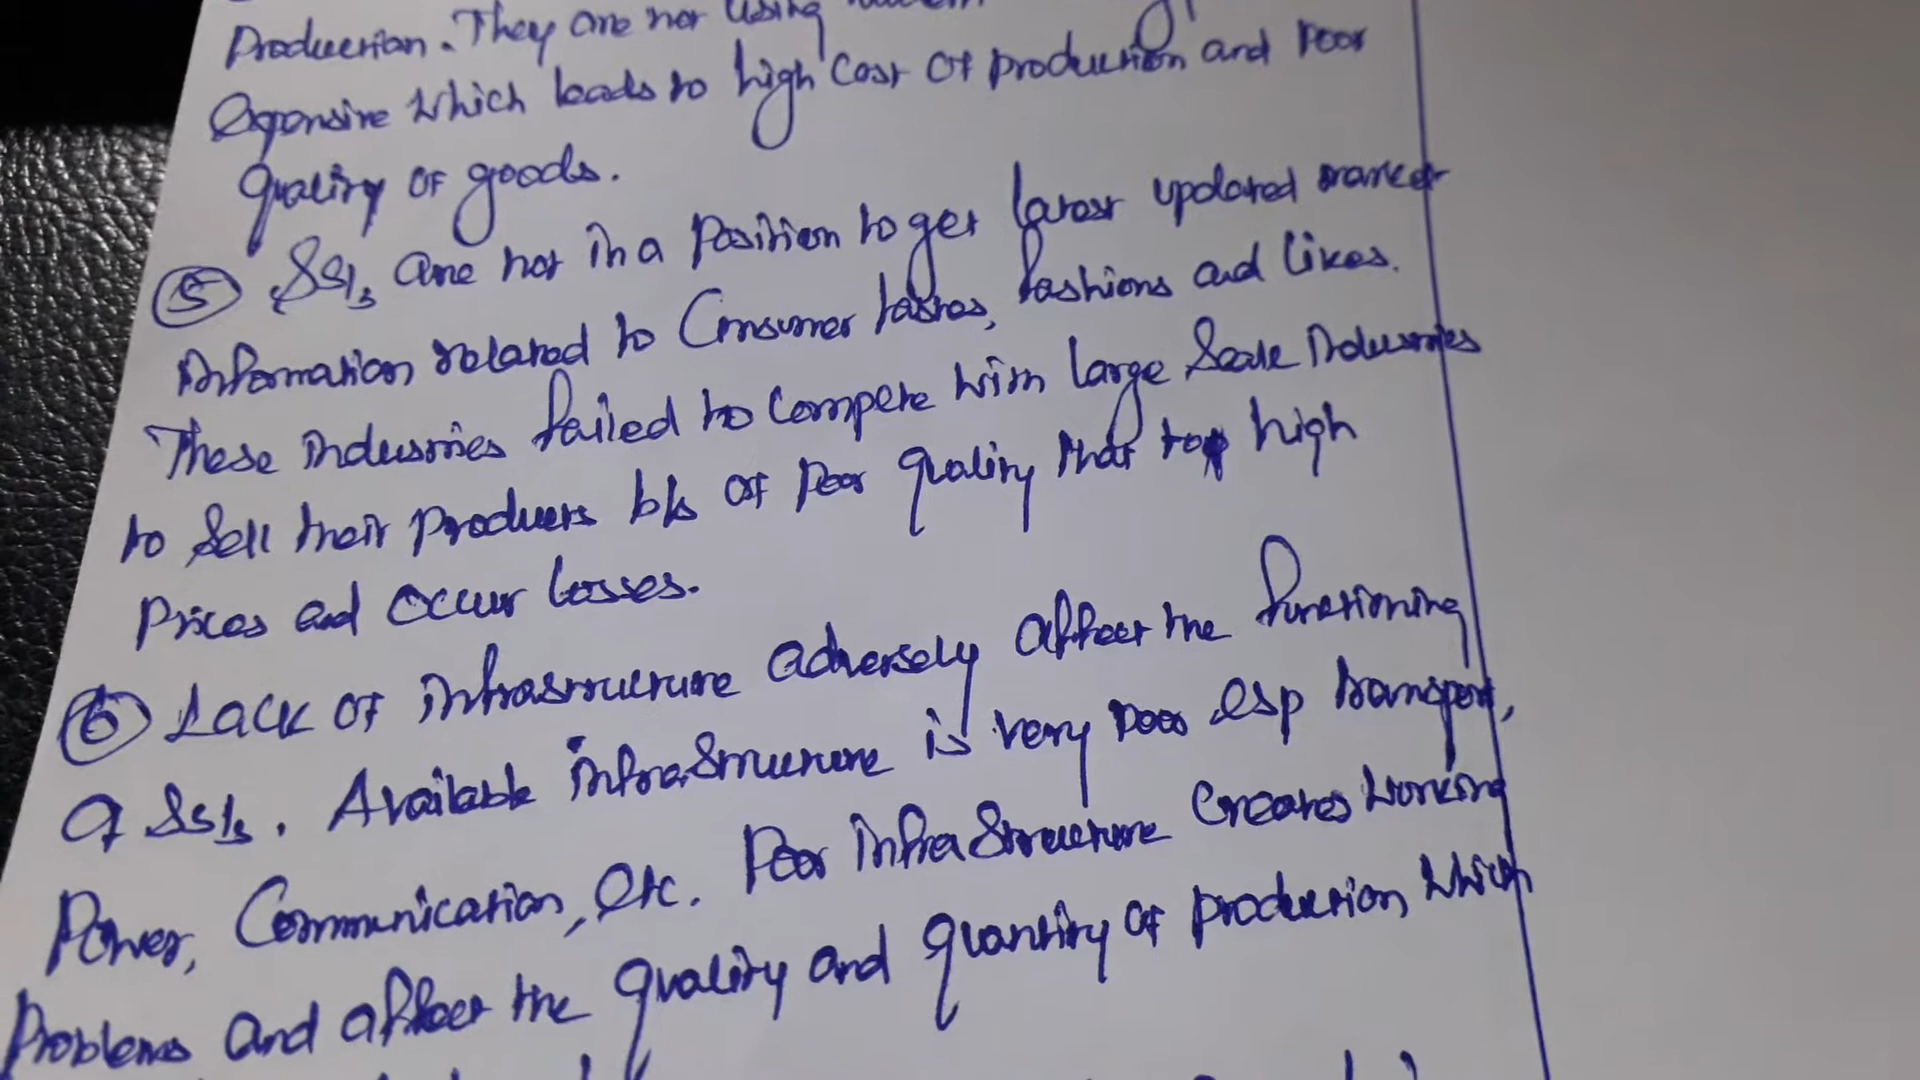 Production. They are not using
expensive which leads to high cost of production and poor
quality of goods.
⑤ SSIs are not in a position to get latest updated market
information related to Consumer tastes, fashions and likes.
These industries failed to compete with large Scale industries
to sell their products b/s of poor quality that too high
Prices and occur losses.
⑥ Lack of infrastructure adversely affect the functioning
of SSIs. Available infrastructure is very poor esp transport,
Power, Communication, etc. Poor infrastructure creates working
Problems and affect the quality and quantity of production which